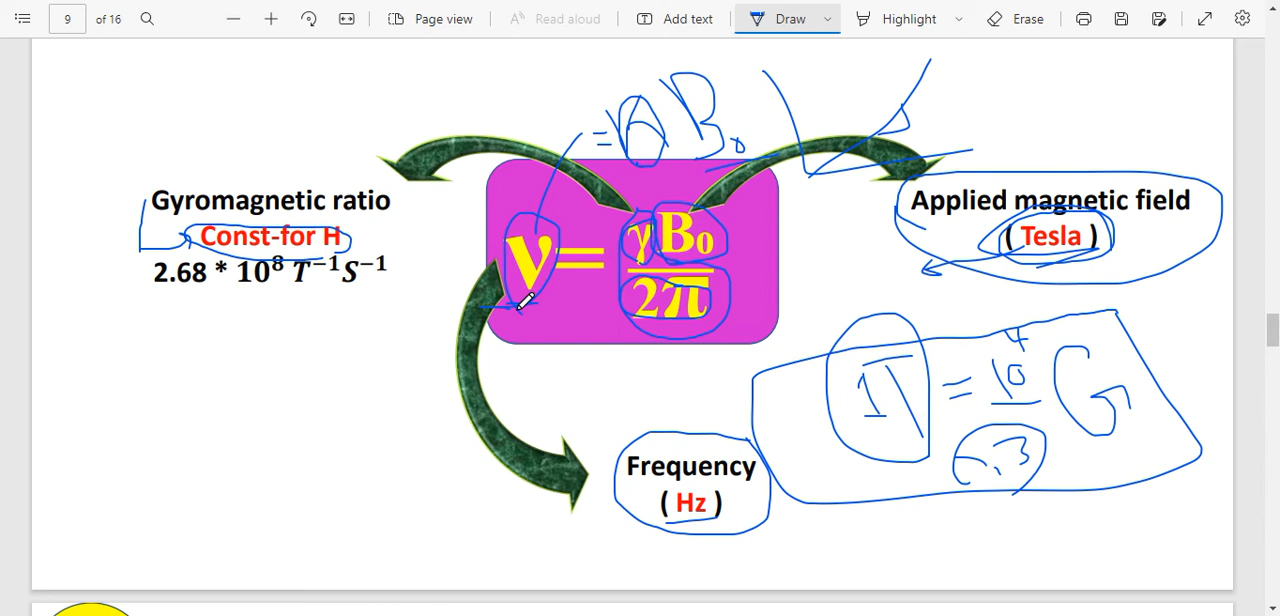 9 of 16 Page view Read aloud Add text Draw Highlight Erase
= B₀
Gyromagnetic ratio
Const-for H
2.68 * 10⁸ T⁻¹S⁻¹
ν = γB₀ / 2π
Applied magnetic field
( Tesla )
1T = 10⁴ G
Frequency
( Hz )